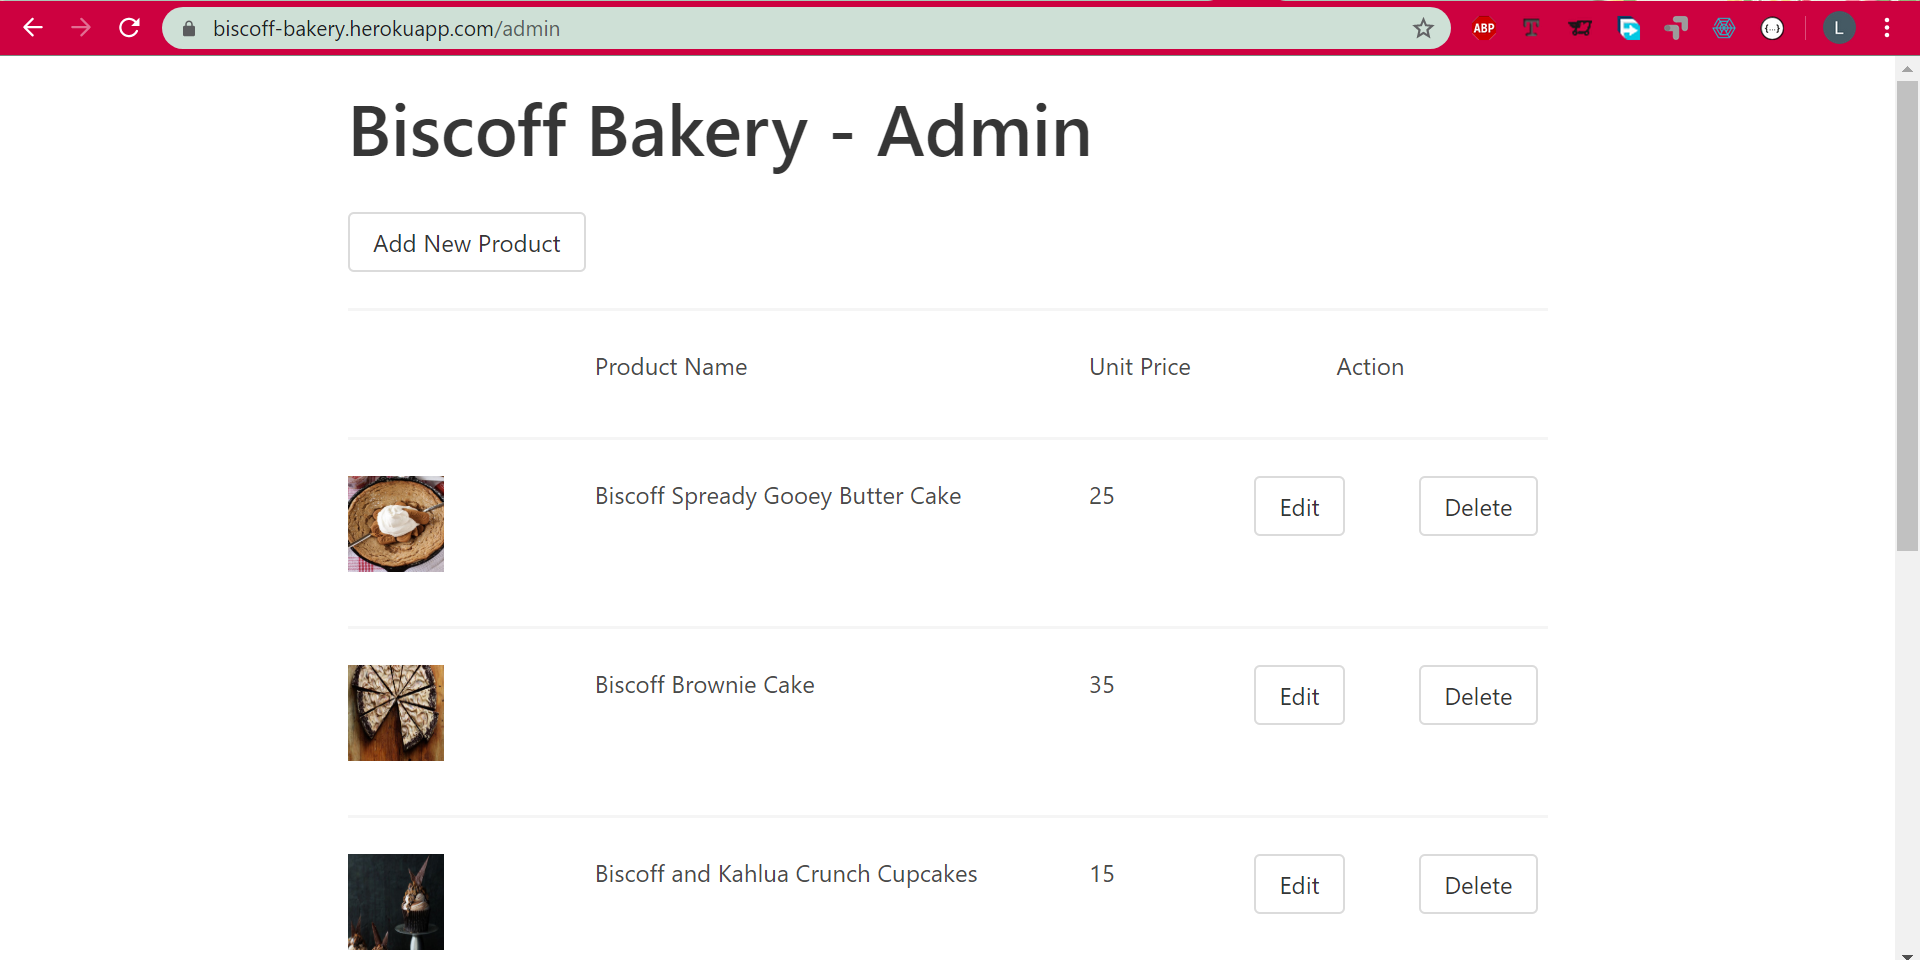 biscoff-bakery.herokuapp.com/admin
ABP
T
{...}
L
Biscoff Bakery - Admin
Add New Product
Product Name Unit Price Action
Biscoff Spready Gooey Butter Cake 25 Edit Delete
Biscoff Brownie Cake 35 Edit Delete
Biscoff and Kahlua Crunch Cupcakes 15 Edit Delete